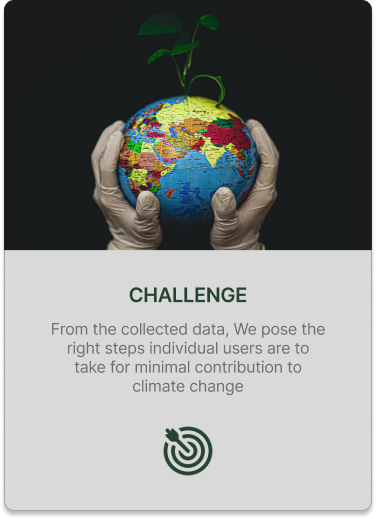 CHALLENGE
From the collected data, We pose the
right steps individual users are to
take for minimal contribution to
climate change